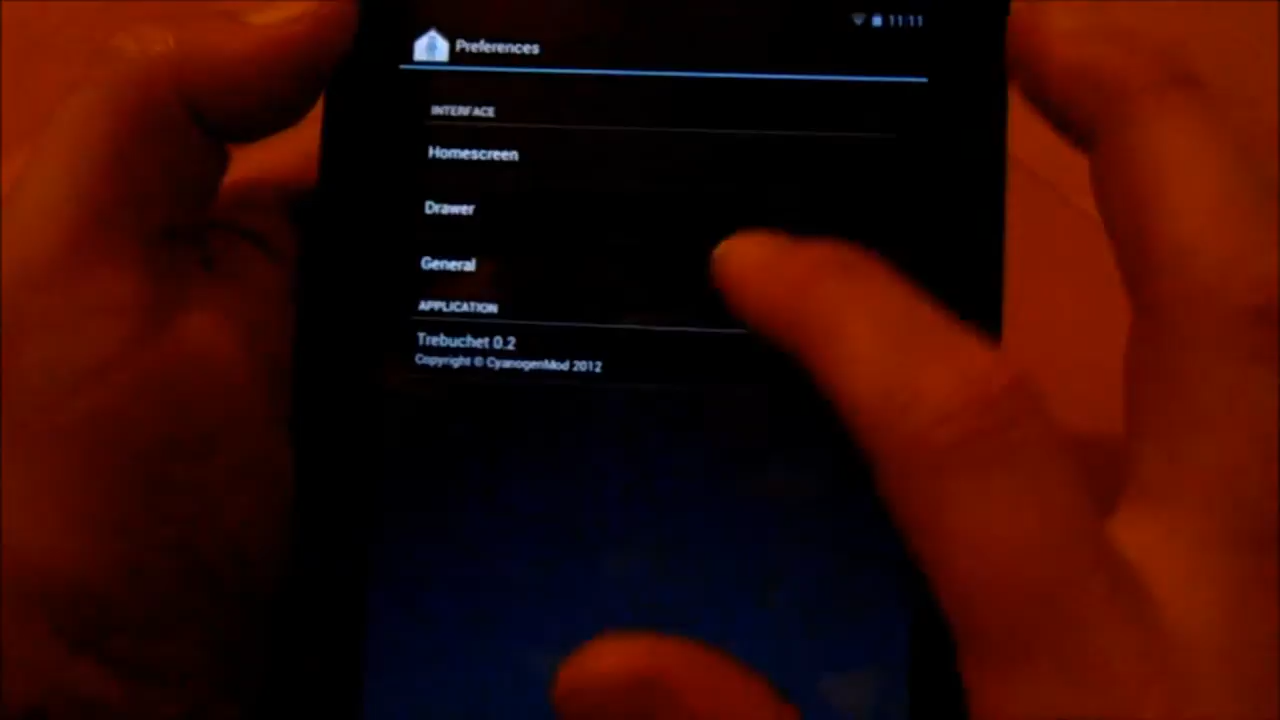 11:11
Preferences
INTERFACE
Homescreen
Drawer
General
APPLICATION
Trebuchet 0.2
Copyright © CyanogenMod 2012